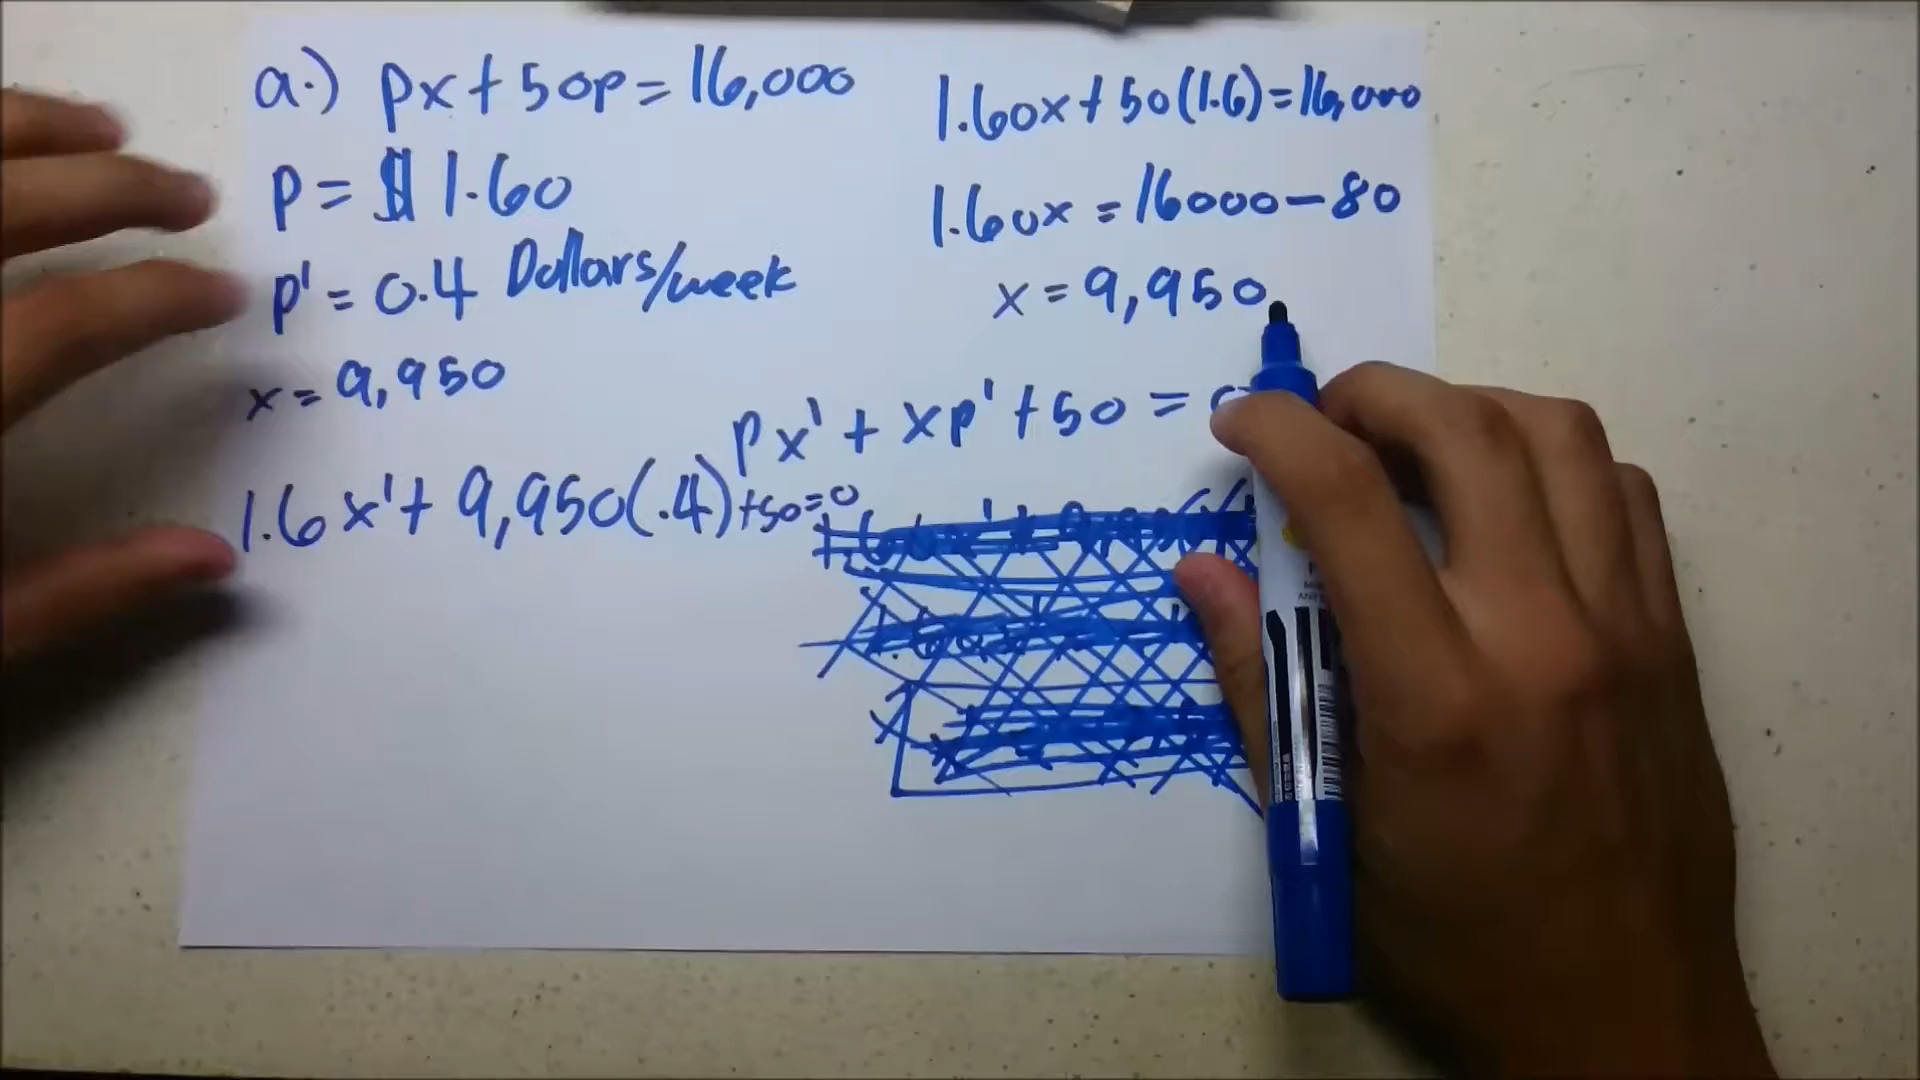 a.) px + 50p = 16,000
p = $ 1.60
p' = 0.4 Dollars/week
x = 9,950
1.6x' + 9,950(.4) + 50 = 0
1.60x + 50(1.6) = 16,000
1.60x = 16000 - 80
x = 9,950
px' + xp' + 50 =